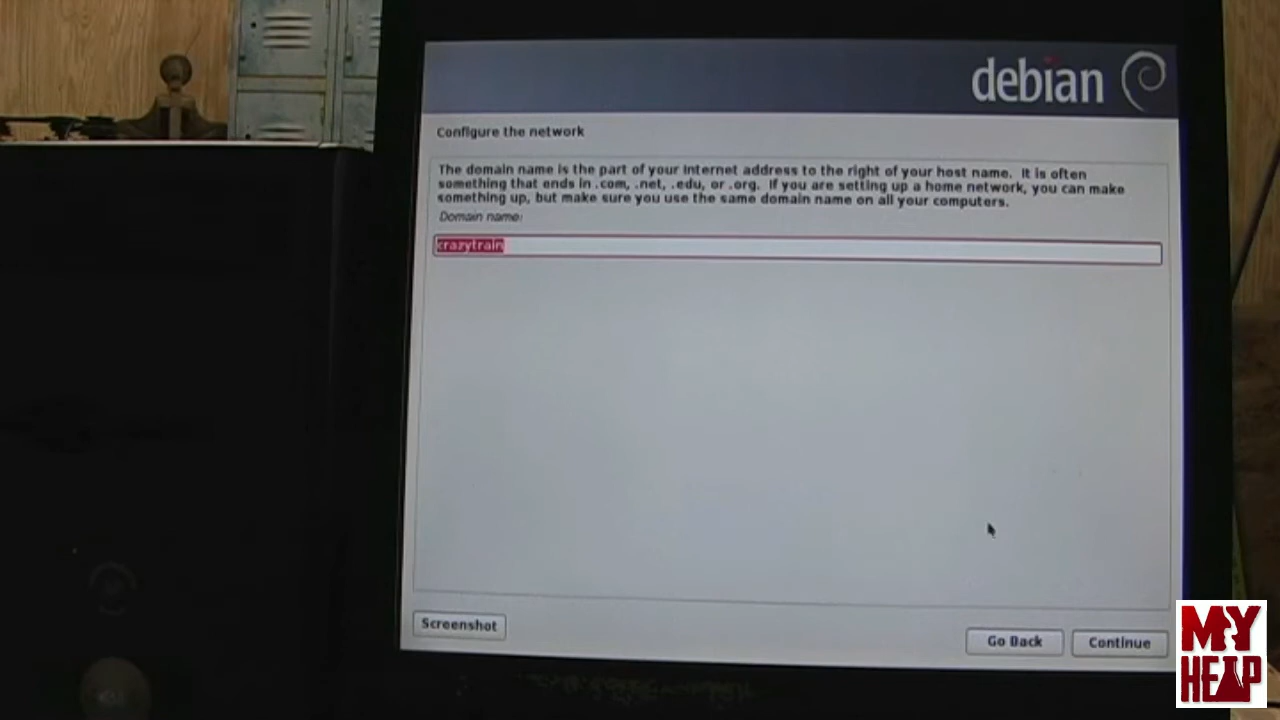 debian
Configure the network
The domain name is the part of your Internet address to the right of your host name. It is often
something that ends in .com, .net, .edu, or .org. If you are setting up a home network, you can make
something up, but make sure you use the same domain name on all your computers.
Domain name:
crazytrain
Screenshot
Go Back
Continue
MY
HEAP